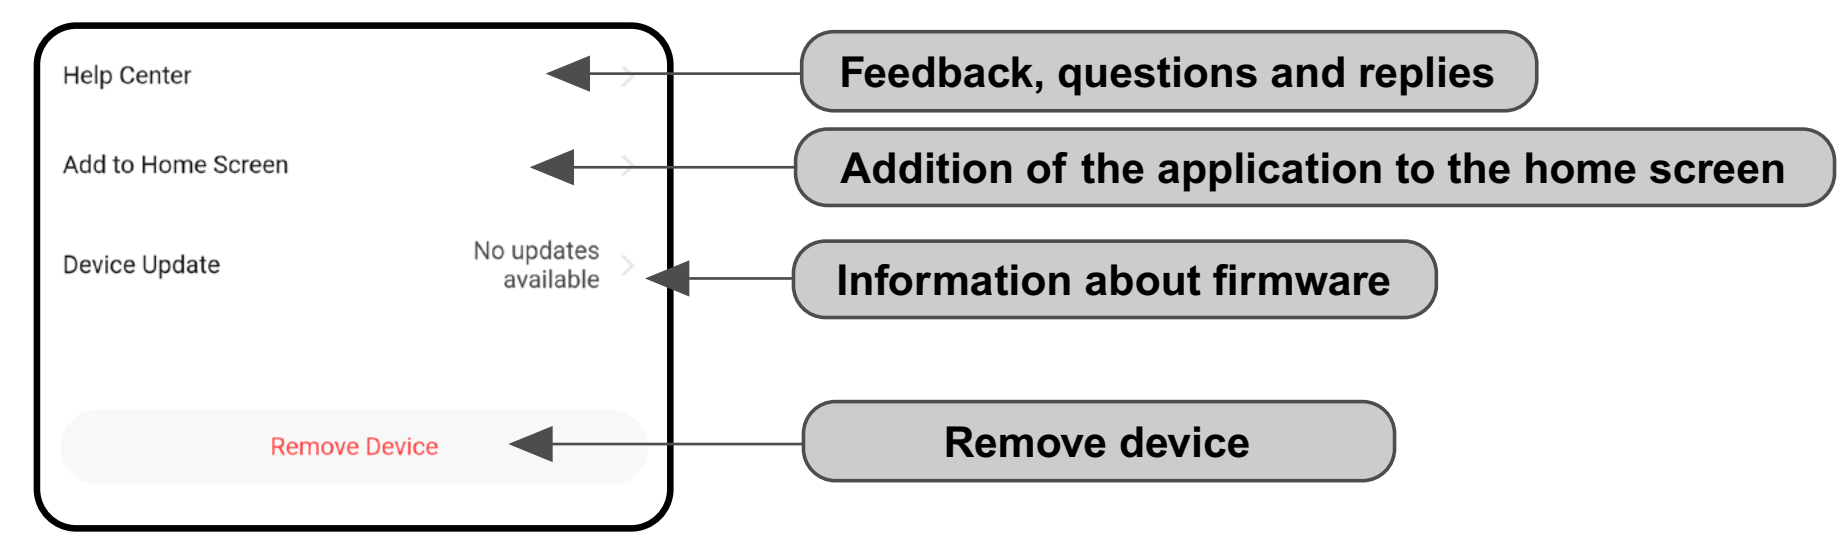 Help Center
Feedback, questions and replies
Add to Home Screen
Addition of the application to the home screen
Device Update
No updates
available
Information about firmware
Remove Device
Remove device